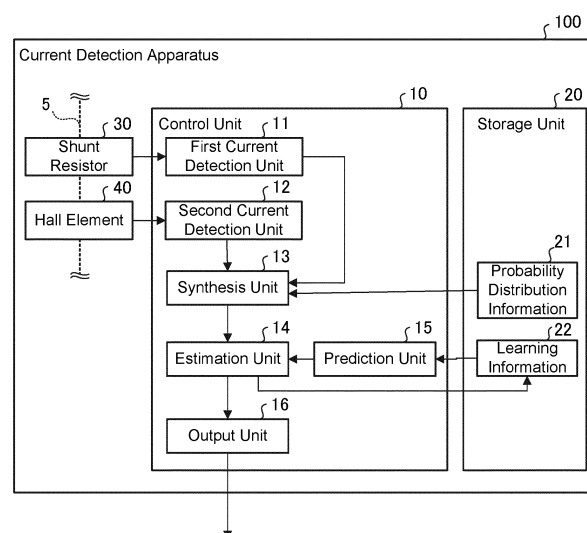 100
Current Detection Apparatus
5
10
20
30
Control Unit
11
Storage Unit
Shunt
Resistor
First Current
Detection Unit
40
12
Hall Element
Second Current
Detection Unit
13
21
Synthesis Unit
Probability
Distribution
Information
14
15
22
Estimation Unit
Prediction Unit
Learning
Information
16
Output Unit